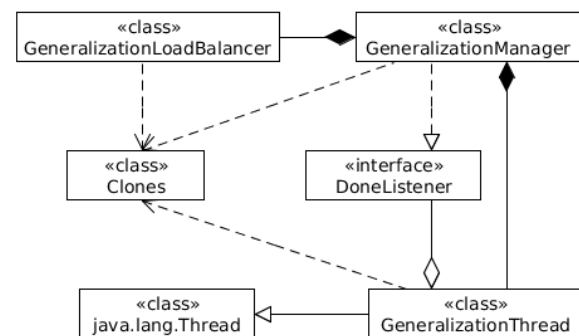 «class»
GeneralizationLoadBalancer
«class»
GeneralizationManager
«class»
Clones
«interface»
DoneListener
«class»
java.lang.Thread
«class»
GeneralizationThread